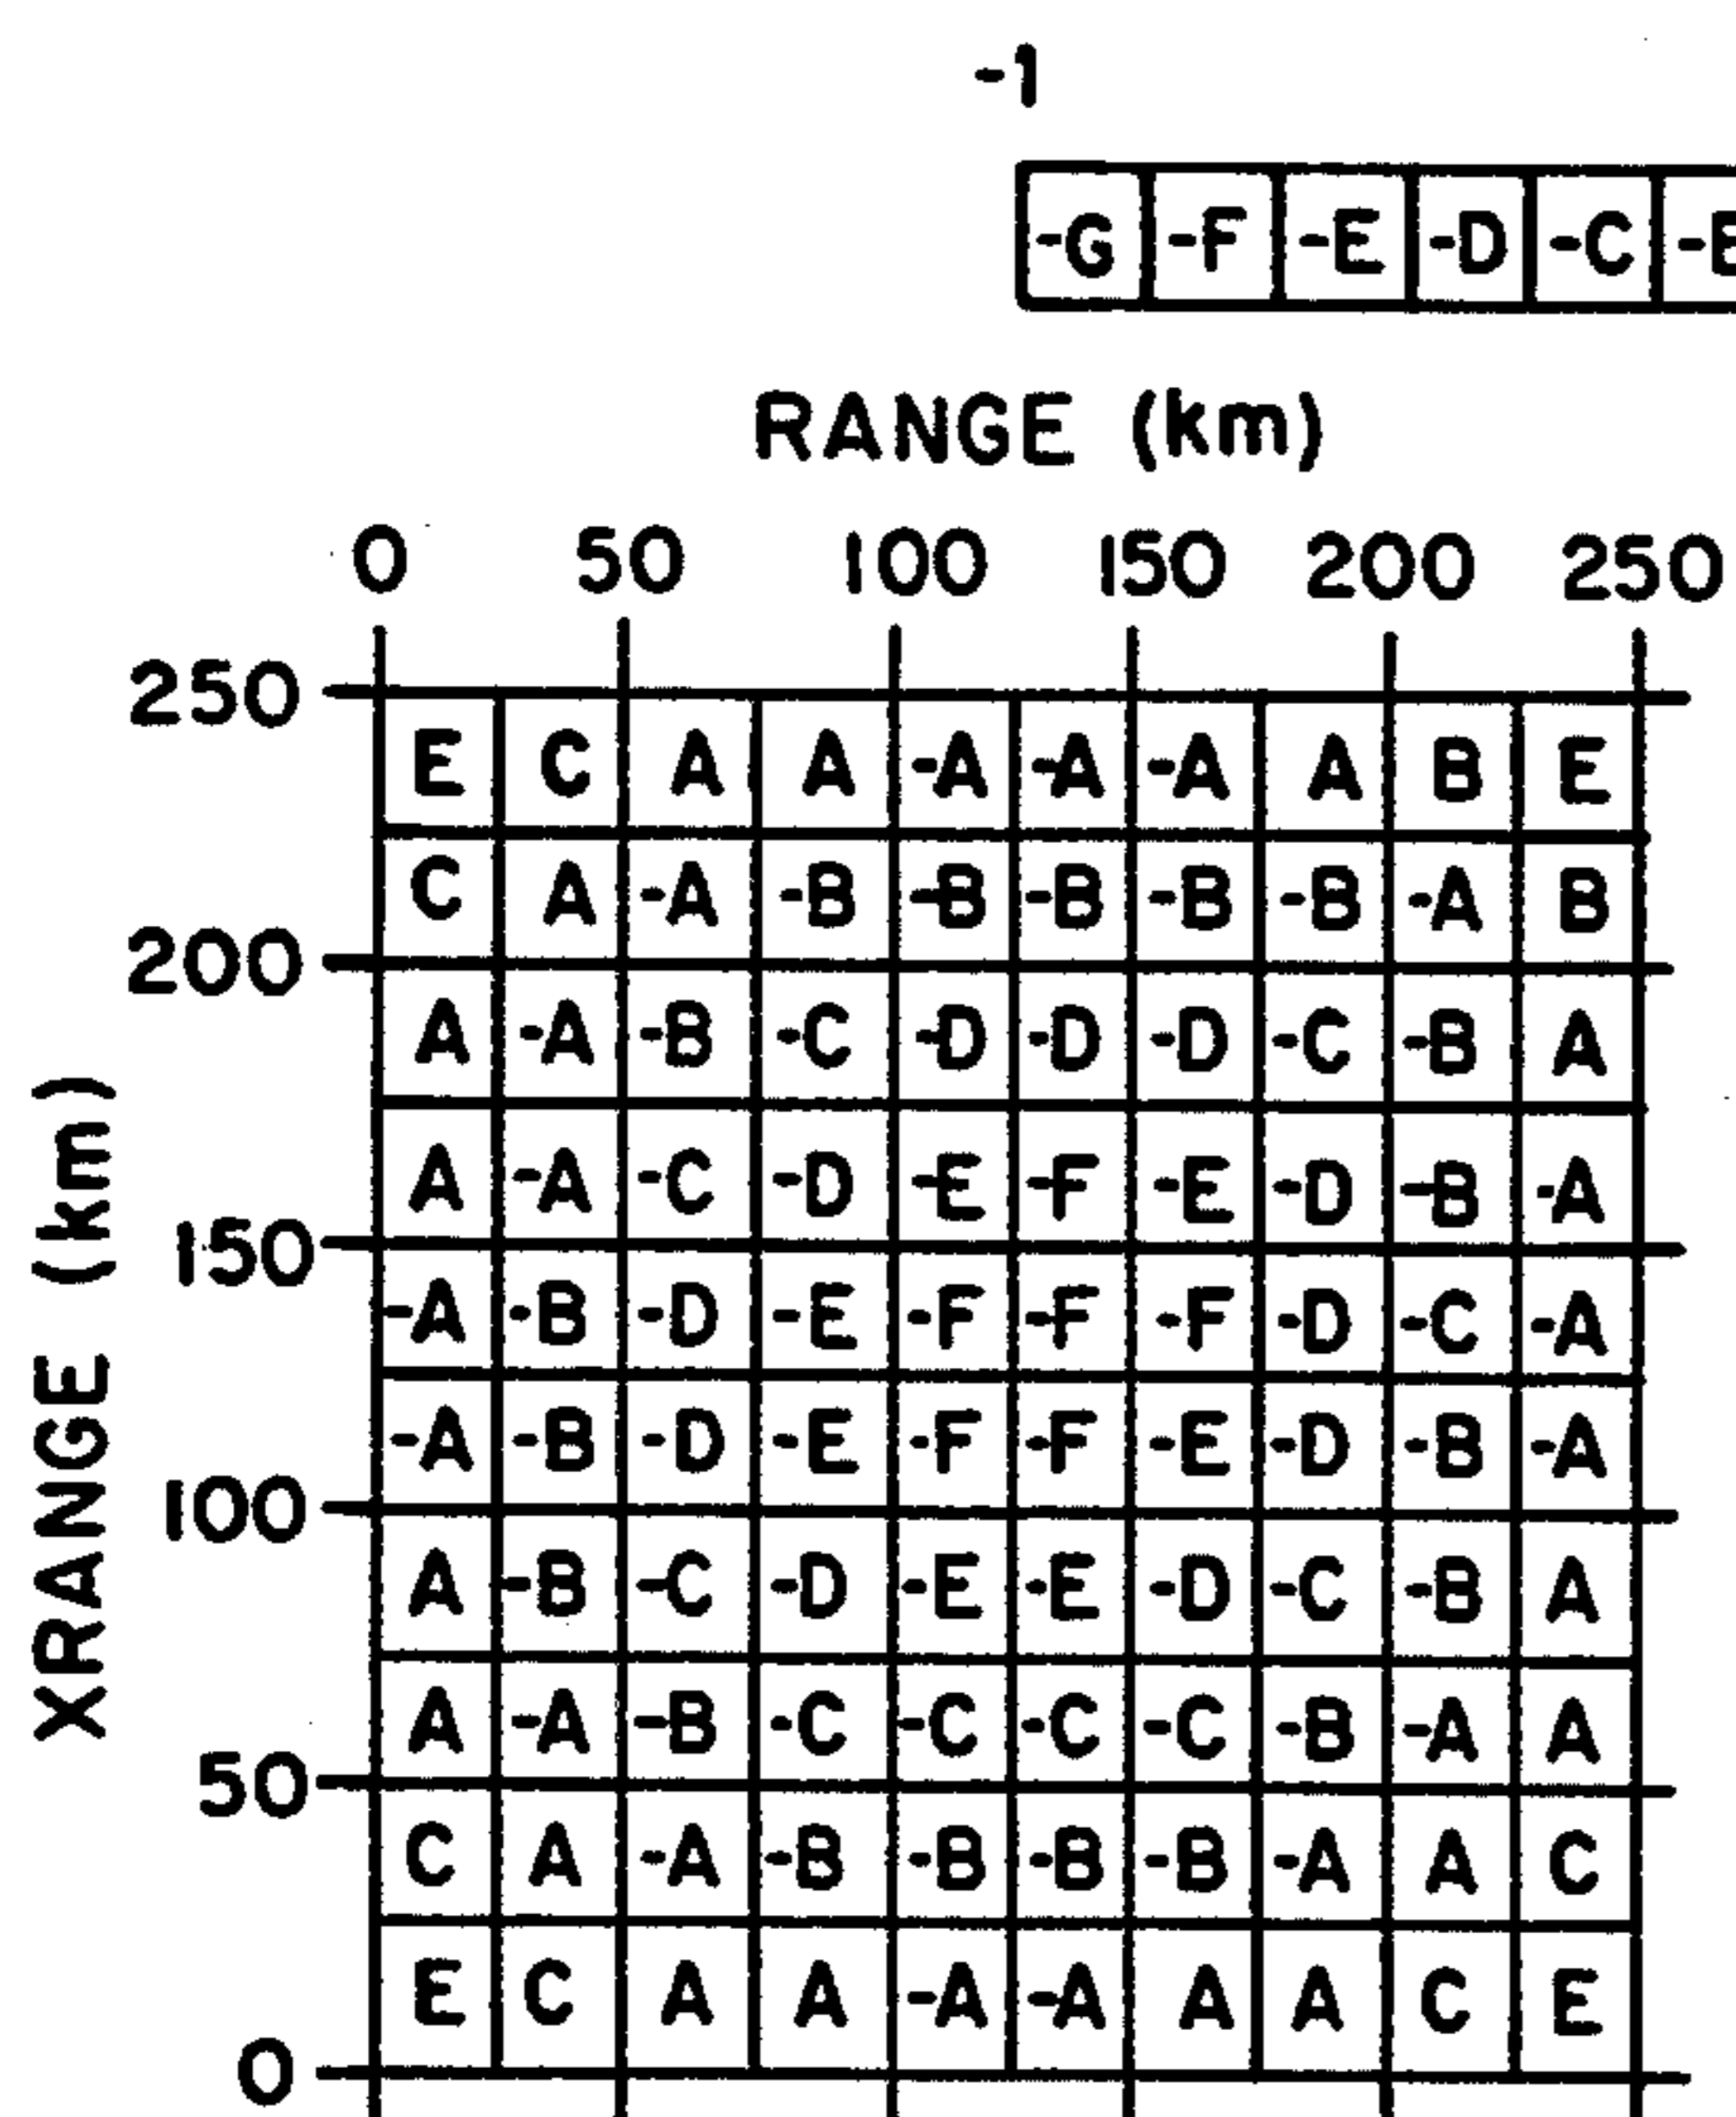 -1
-G -F -E -D -C
RANGE (km)
0 50 100 150 200 250
250
E C A A -A -A -A A B E
C A -A -B -B -B -B -B -A B
200
A -A -B -C -D -D -D -C -B A
XRANGE (km)
A -A -C -D -E -F -E -D -B -A
150
-A -B -D -E -F -F -F -D -C -A
-A -B -D -E -F -F -E -D -B -A
100
A -B -C -D -E -E -D -C -B A
A -A -B -C -C -C -C -B -A A
50
C A -A -B -B -B -B -A A C
E C A A -A -A A A C E
0